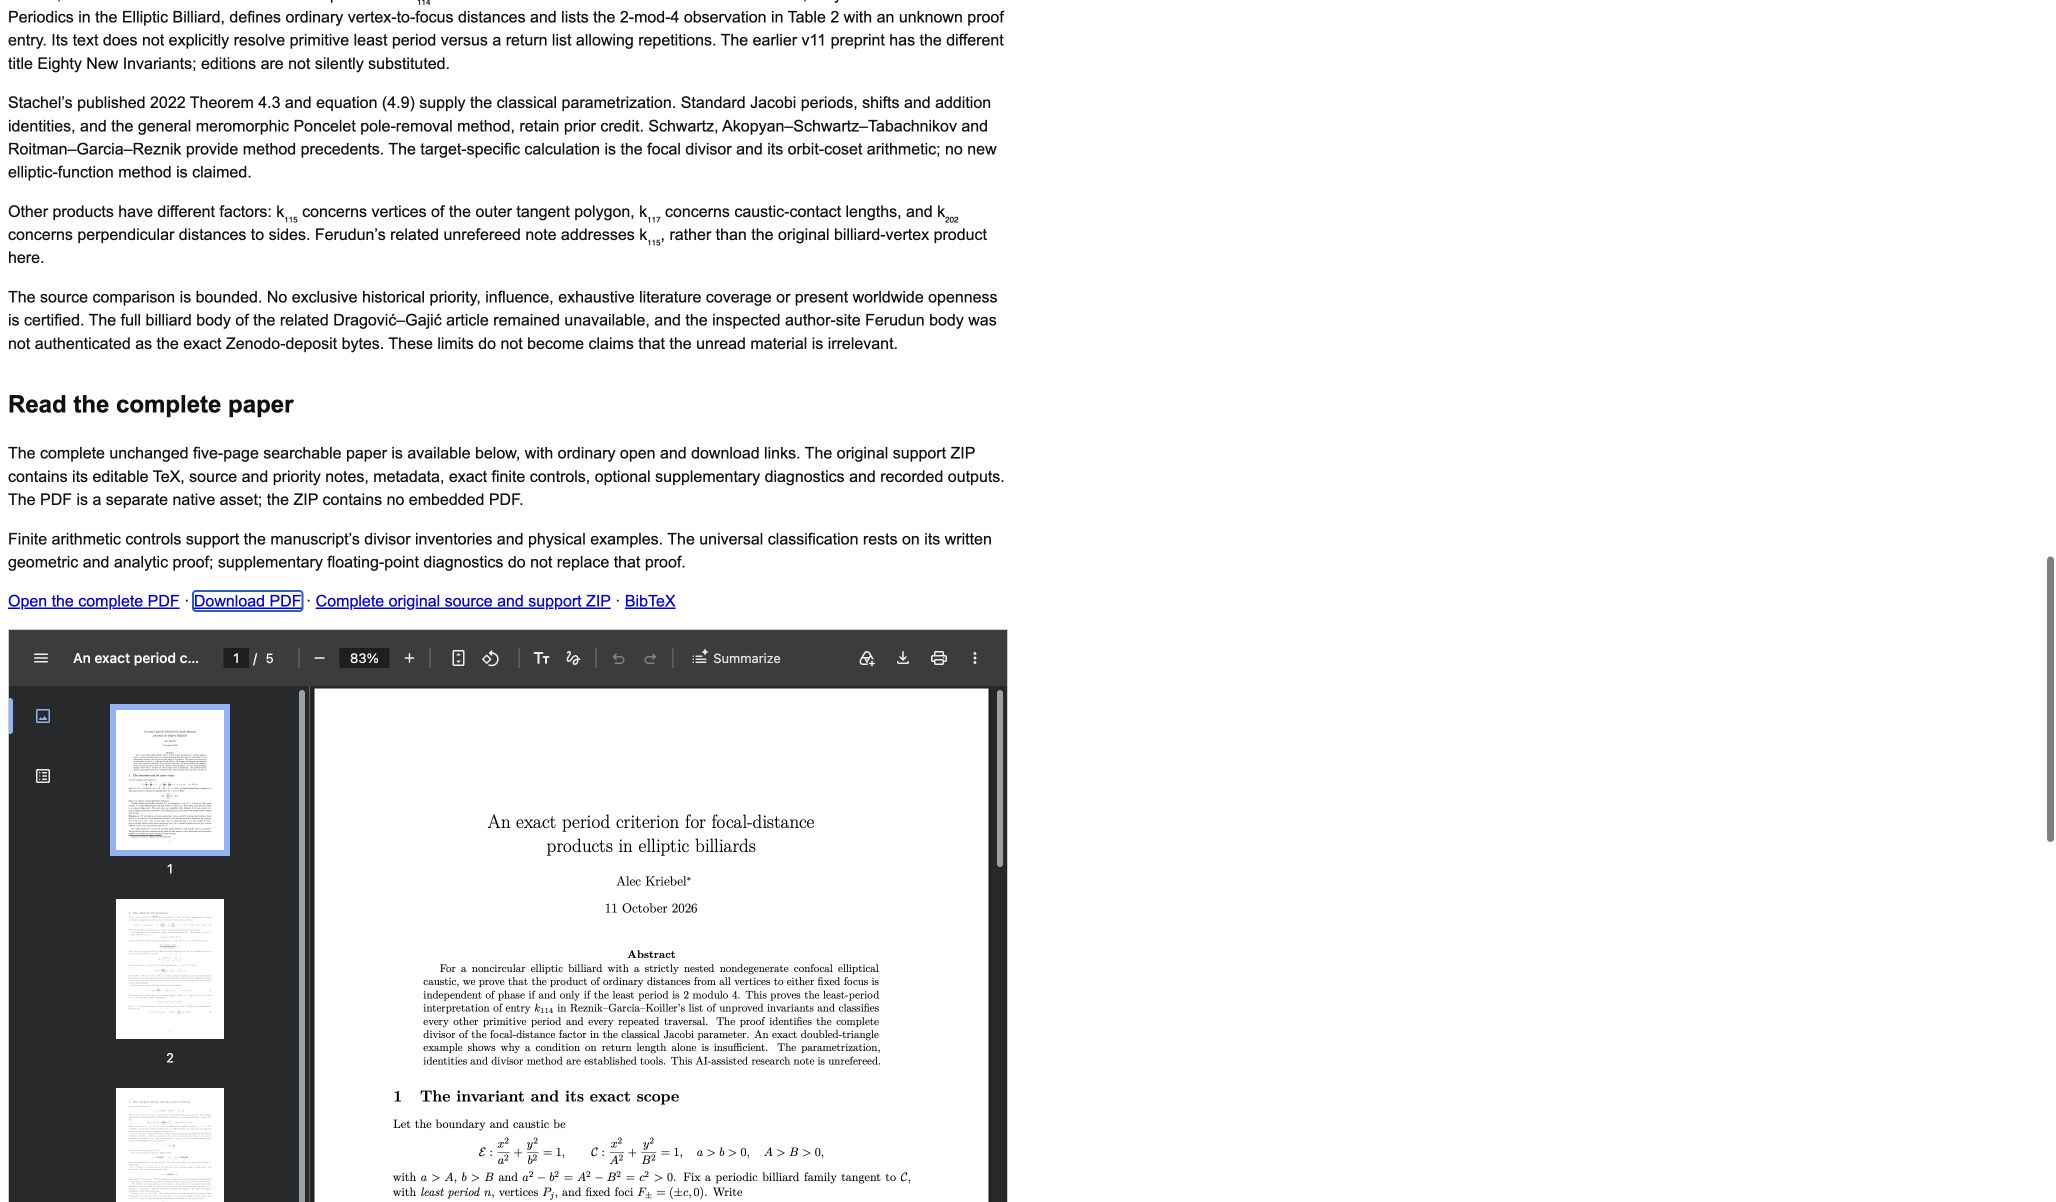 114
Periodics in the Elliptic Billiard, defines ordinary vertex-to-focus distances and lists the 2-mod-4 observation in Table 2 with an unknown proof
entry. Its text does not explicitly resolve primitive least period versus a return list allowing repetitions. The earlier v11 preprint has the different
title Eighty New Invariants; editions are not silently substituted.
Stachel’s published 2022 Theorem 4.3 and equation (4.9) supply the classical parametrization. Standard Jacobi periods, shifts and addition
identities, and the general meromorphic Poncelet pole-removal method, retain prior credit. Schwartz, Akopyan–Schwartz–Tabachnikov and
Roitman–Garcia–Reznik provide method precedents. The target-specific calculation is the focal divisor and its orbit-coset arithmetic; no new
elliptic-function method is claimed.
Other products have different factors: k₁₁₅ concerns vertices of the outer tangent polygon, k₁₁₇ concerns caustic-contact lengths, and k₂₀₂
concerns perpendicular distances to sides. Ferudun’s related unrefereed note addresses k₁₁₅, rather than the original billiard-vertex product
here.
The source comparison is bounded. No exclusive historical priority, influence, exhaustive literature coverage or present worldwide openness
is certified. The full billiard body of the related Dragović–Gajić article remained unavailable, and the inspected author-site Ferudun body was
not authenticated as the exact Zenodo-deposit bytes. These limits do not become claims that the unread material is irrelevant.
Read the complete paper
The complete unchanged five-page searchable paper is available below, with ordinary open and download links. The original support ZIP
contains its editable TeX, source and priority notes, metadata, exact finite controls, optional supplementary diagnostics and recorded outputs.
The PDF is a separate native asset; the ZIP contains no embedded PDF.
Finite arithmetic controls support the manuscript’s divisor inventories and physical examples. The universal classification rests on its written
geometric and analytic proof; supplementary floating-point diagnostics do not replace that proof.
Open the complete PDF · Download PDF · Complete original source and support ZIP · BibTeX
An exact period c... 1 / 5 − 83% + Summarize
1
2
An exact period criterion for focal-distance
products in elliptic billiards
Alec Kriebel*
11 October 2026
Abstract
For a noncircular elliptic billiard with a strictly nested nondegenerate confocal elliptical
caustic, we prove that the product of ordinary distances from all vertices to either fixed focus is
independent of phase if and only if the least period is 2 modulo 4. This proves the least-period
interpretation of entry k₁₁₄ in Reznik–Garcia–Koiller’s list of unproved invariants and classifies
every other primitive period and every repeated traversal. The proof identifies the complete
divisor of the focal-distance factor in the classical Jacobi parameter. An exact doubled-triangle
example shows why a condition on return length alone is insufficient. The parametrization,
identities and divisor method are established tools. This AI-assisted research note is unrefereed.
1 The invariant and its exact scope
Let the boundary and caustic be
ℰ : x²/a² + y²/b² = 1, 𝒞 : x²/A² + y²/B² = 1, a > b > 0, A > B > 0,
with a > A, b > B and a² − b² = A² − B² = c² > 0. Fix a periodic billiard family tangent to 𝒞,
with least period n, vertices Pⱼ, and fixed foci F± = (±c, 0). Write